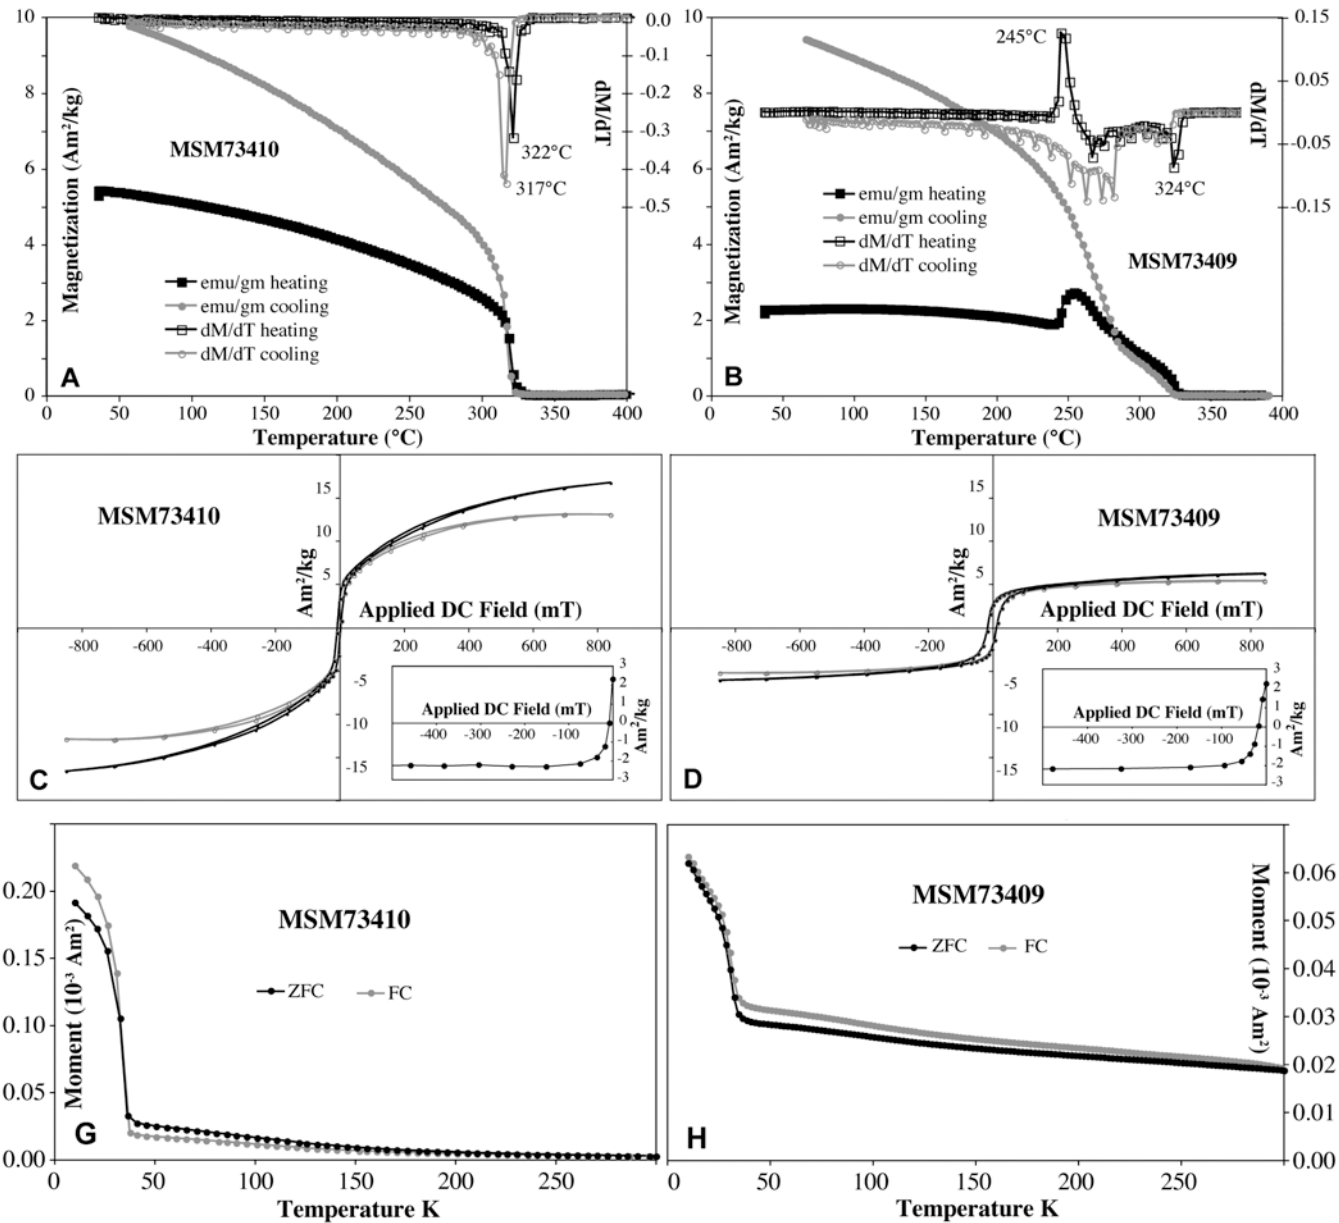 10
8
6
4
2
0
Magnetization (Am²/kg)
0.0
-0.1
-0.2
-0.3
-0.4
-0.5
dM/dT
MSM73410
322°C
317°C
emu/gm heating
emu/gm cooling
dM/dT heating
dM/dT cooling
A
0 50 100 150 200 250 300 350 400
Temperature (°C)
10
8
6
4
2
0
Magnetization (Am²/kg)
0.15
0.05
-0.05
-0.15
dM/dT
245°C
324°C
emu/gm heating
emu/gm cooling
dM/dT heating
dM/dT cooling
MSM73409
B
0 50 100 150 200 250 300 350 400
Temperature (°C)
MSM73410
15
10
5
-5
-10
-15
Am²/kg
Applied DC Field (mT)
-800 -600 -400 -200 200 400 600 800
Applied DC Field (mT)
-400 -300 -200 -100
3
2
1
0
-1
-2
-3
Am²/kg
C
MSM73409
15
10
5
-5
-10
-15
Am²/kg
Applied DC Field (mT)
-800 -600 -400 -200 200 400 600 800
Applied DC Field (mT)
-400 -300 -200 -100
3
2
1
0
-1
-2
-3
Am²/kg
D
0.20
0.15
0.10
0.05
0.00
Moment (10⁻³ Am²)
MSM73410
ZFC FC
G
0 50 100 150 200 250
Temperature K
MSM73409
ZFC FC
0.06
0.05
0.04
0.03
0.02
0.01
0.00
Moment (10⁻³ Am²)
H
0 50 100 150 200 250
Temperature K